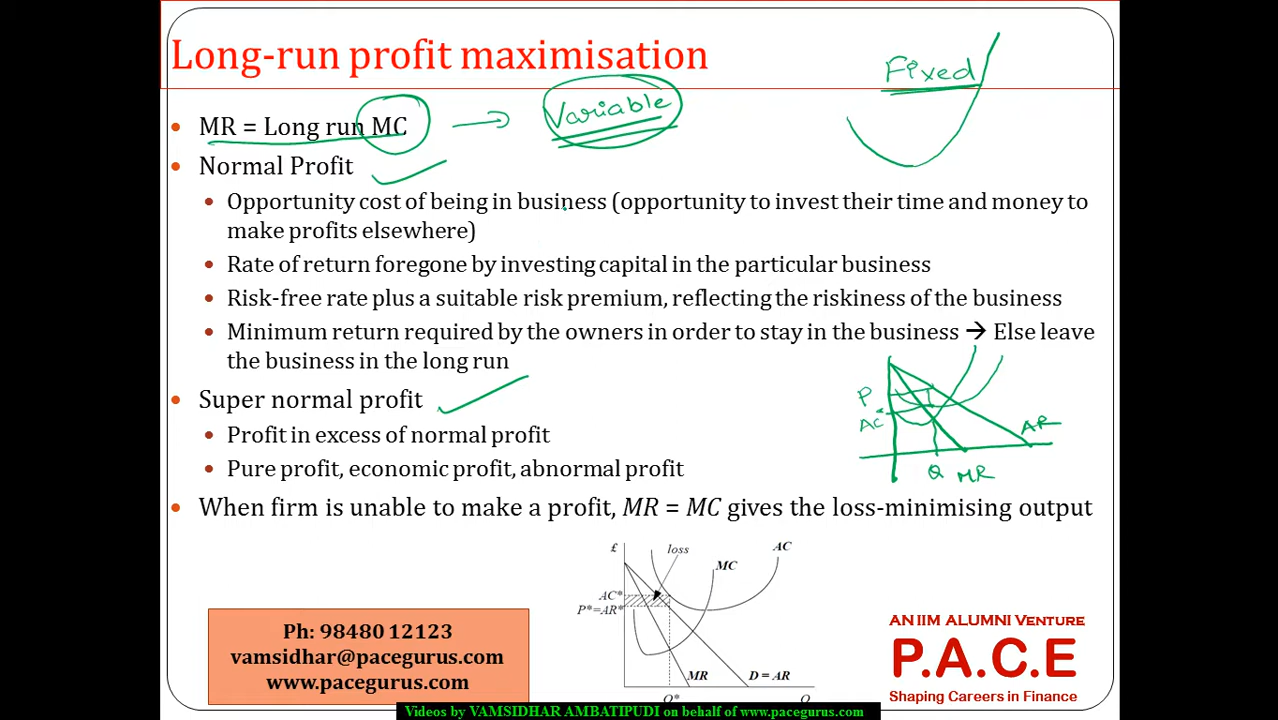 Long-run profit maximisation
Fixed
MR = Long run MC
Variable
Normal Profit
Opportunity cost of being in business (opportunity to invest their time and money to
make profits elsewhere)
Rate of return foregone by investing capital in the particular business
Risk-free rate plus a suitable risk premium, reflecting the riskiness of the business
Minimum return required by the owners in order to stay in the business → Else leave
the business in the long run
P
AC
AR
Q MR
Super normal profit
Profit in excess of normal profit
Pure profit, economic profit, abnormal profit
When firm is unable to make a profit, MR = MC gives the loss-minimising output
£
loss
AC
MC
AC*
P*=AR*
MR
D = AR
Q*
Q
Ph: 98480 12123
vamsidhar@pacegurus.com
www.pacegurus.com
AN IIM ALUMNI VENTURE
P.A.C.E
Shaping Careers in Finance
Videos by VAMSIDHAR AMBATIPUDI on behalf of www.pacegurus.com